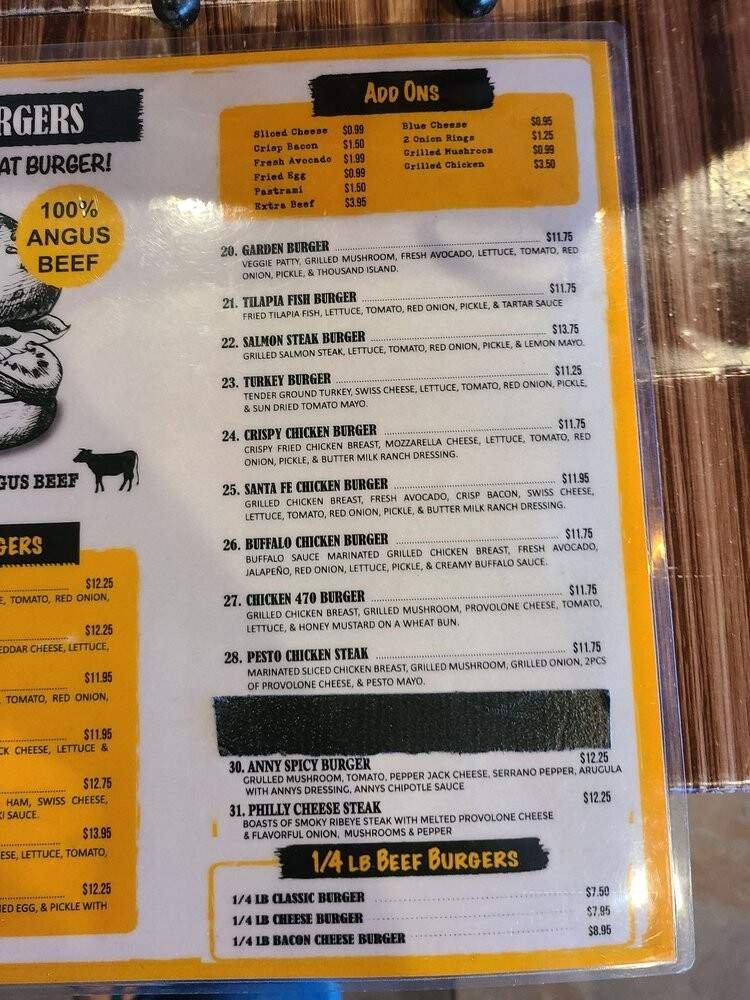 RGERS
AT BURGER!
100%
ANGUS
BEEF
GUS BEEF
GERS
$12.25
E, TOMATO, RED ONION,
$12.25
EDDAR CHEESE, LETTUCE,
$11.95
, TOMATO, RED ONION,
$11.95
CK CHEESE, LETTUCE &
$12.75
HAM, SWISS CHEESE,
KI SAUCE.
$13.95
ESE, LETTUCE, TOMATO,
$12.25
IED EGG, & PICKLE WITH
ADD ONS
Sliced Cheese $0.99
Crisp Bacon $1.50
Fresh Avocado $1.99
Fried Egg $0.99
Pastrami $1.50
Extra Beef $3.95
Blue Cheese $0.95
2 Onion Rings $1.25
Grilled Mushroom $0.99
Grilled Chicken $3.50
20. GARDEN BURGER $11.75
VEGGIE PATTY, GRILLED MUSHROOM, FRESH AVOCADO, LETTUCE, TOMATO, RED
ONION, PICKLE, & THOUSAND ISLAND.
21. TILAPIA FISH BURGER $11.75
FRIED TILAPIA FISH, LETTUCE, TOMATO, RED ONION, PICKLE, & TARTAR SAUCE
22. SALMON STEAK BURGER $13.75
GRILLED SALMON STEAK, LETTUCE, TOMATO, RED ONION, PICKLE, & LEMON MAYO.
23. TURKEY BURGER $11.25
TENDER GROUND TURKEY, SWISS CHEESE, LETTUCE, TOMATO, RED ONION, PICKLE,
& SUN DRIED TOMATO MAYO.
24. CRISPY CHICKEN BURGER $11.75
CRISPY FRIED CHICKEN BREAST, MOZZARELLA CHEESE, LETTUCE, TOMATO, RED
ONION, PICKLE, & BUTTER MILK RANCH DRESSING.
25. SANTA FE CHICKEN BURGER $11.95
GRILLED CHICKEN BREAST, FRESH AVOCADO, CRISP BACON, SWISS CHEESE,
LETTUCE, TOMATO, RED ONION, PICKLE, & BUTTER MILK RANCH DRESSING.
26. BUFFALO CHICKEN BURGER $11.75
BUFFALO SAUCE MARINATED GRILLED CHICKEN BREAST, FRESH AVOCADO,
JALAPEÑO, RED ONION, LETTUCE, PICKLE, & CREAMY BUFFALO SAUCE.
27. CHICKEN 470 BURGER $11.75
GRILLED CHICKEN BREAST, GRILLED MUSHROOM, PROVOLONE CHEESE, TOMATO,
LETTUCE, & HONEY MUSTARD ON A WHEAT BUN.
28. PESTO CHICKEN STEAK $11.75
MARINATED SLICED CHICKEN BREAST, GRILLED MUSHROOM, GRILLED ONION, 2PCS
OF PROVOLONE CHEESE, & PESTO MAYO.
30. ANNY SPICY BURGER $12.25
GRULLED MUSHROOM, TOMATO, PEPPER JACK CHEESE, SERRANO PEPPER, ARUGULA
WITH ANNYS DRESSING, ANNYS CHIPOTLE SAUCE
31. PHILLY CHEESE STEAK $12.25
BOASTS OF SMOKY RIBEYE STEAK WITH MELTED PROVOLONE CHEESE
& FLAVORFUL ONION, MUSHROOMS & PEPPER
1/4 LB BEEF BURGERS
1/4 LB CLASSIC BURGER $7.50
1/4 LB CHEESE BURGER $7.95
1/4 LB BACON CHEESE BURGER $8.95